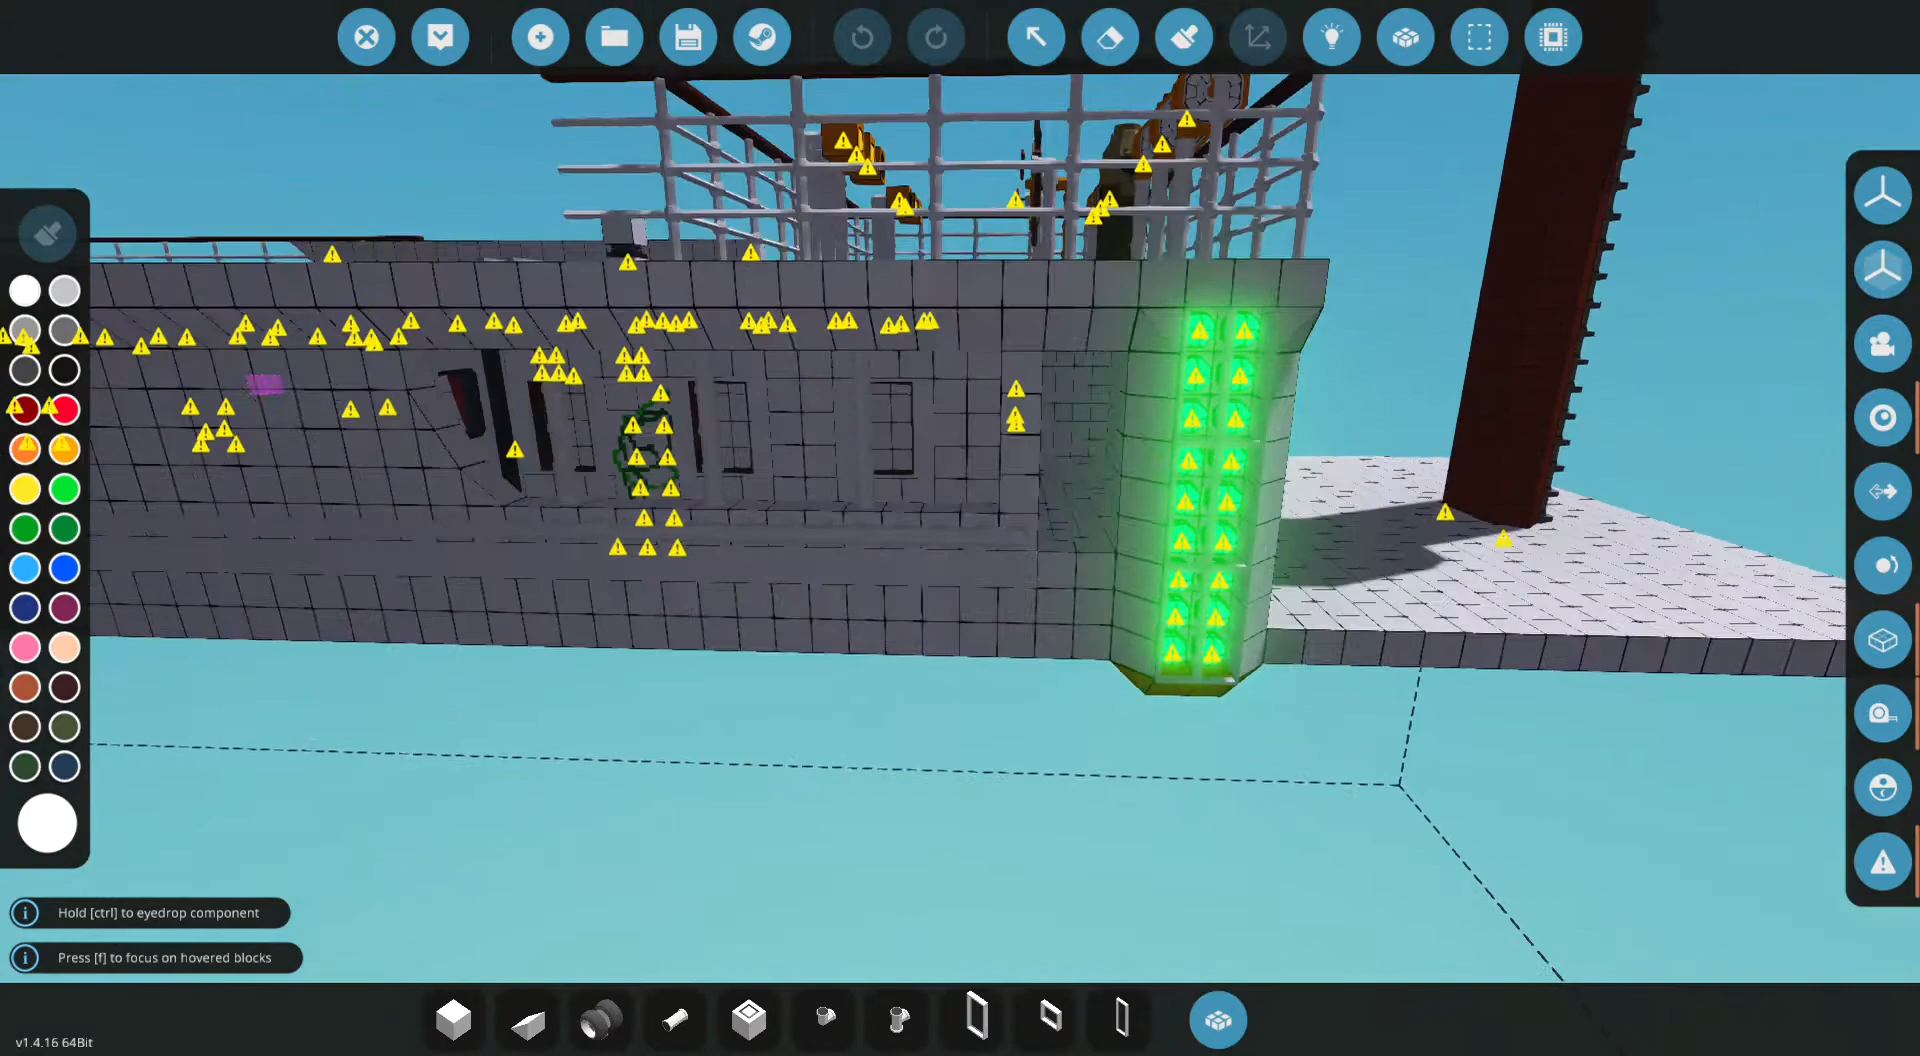 Hold [ctrl] to eyedrop component
Press [f] to focus on hovered blocks
v1.4.16 64Bit